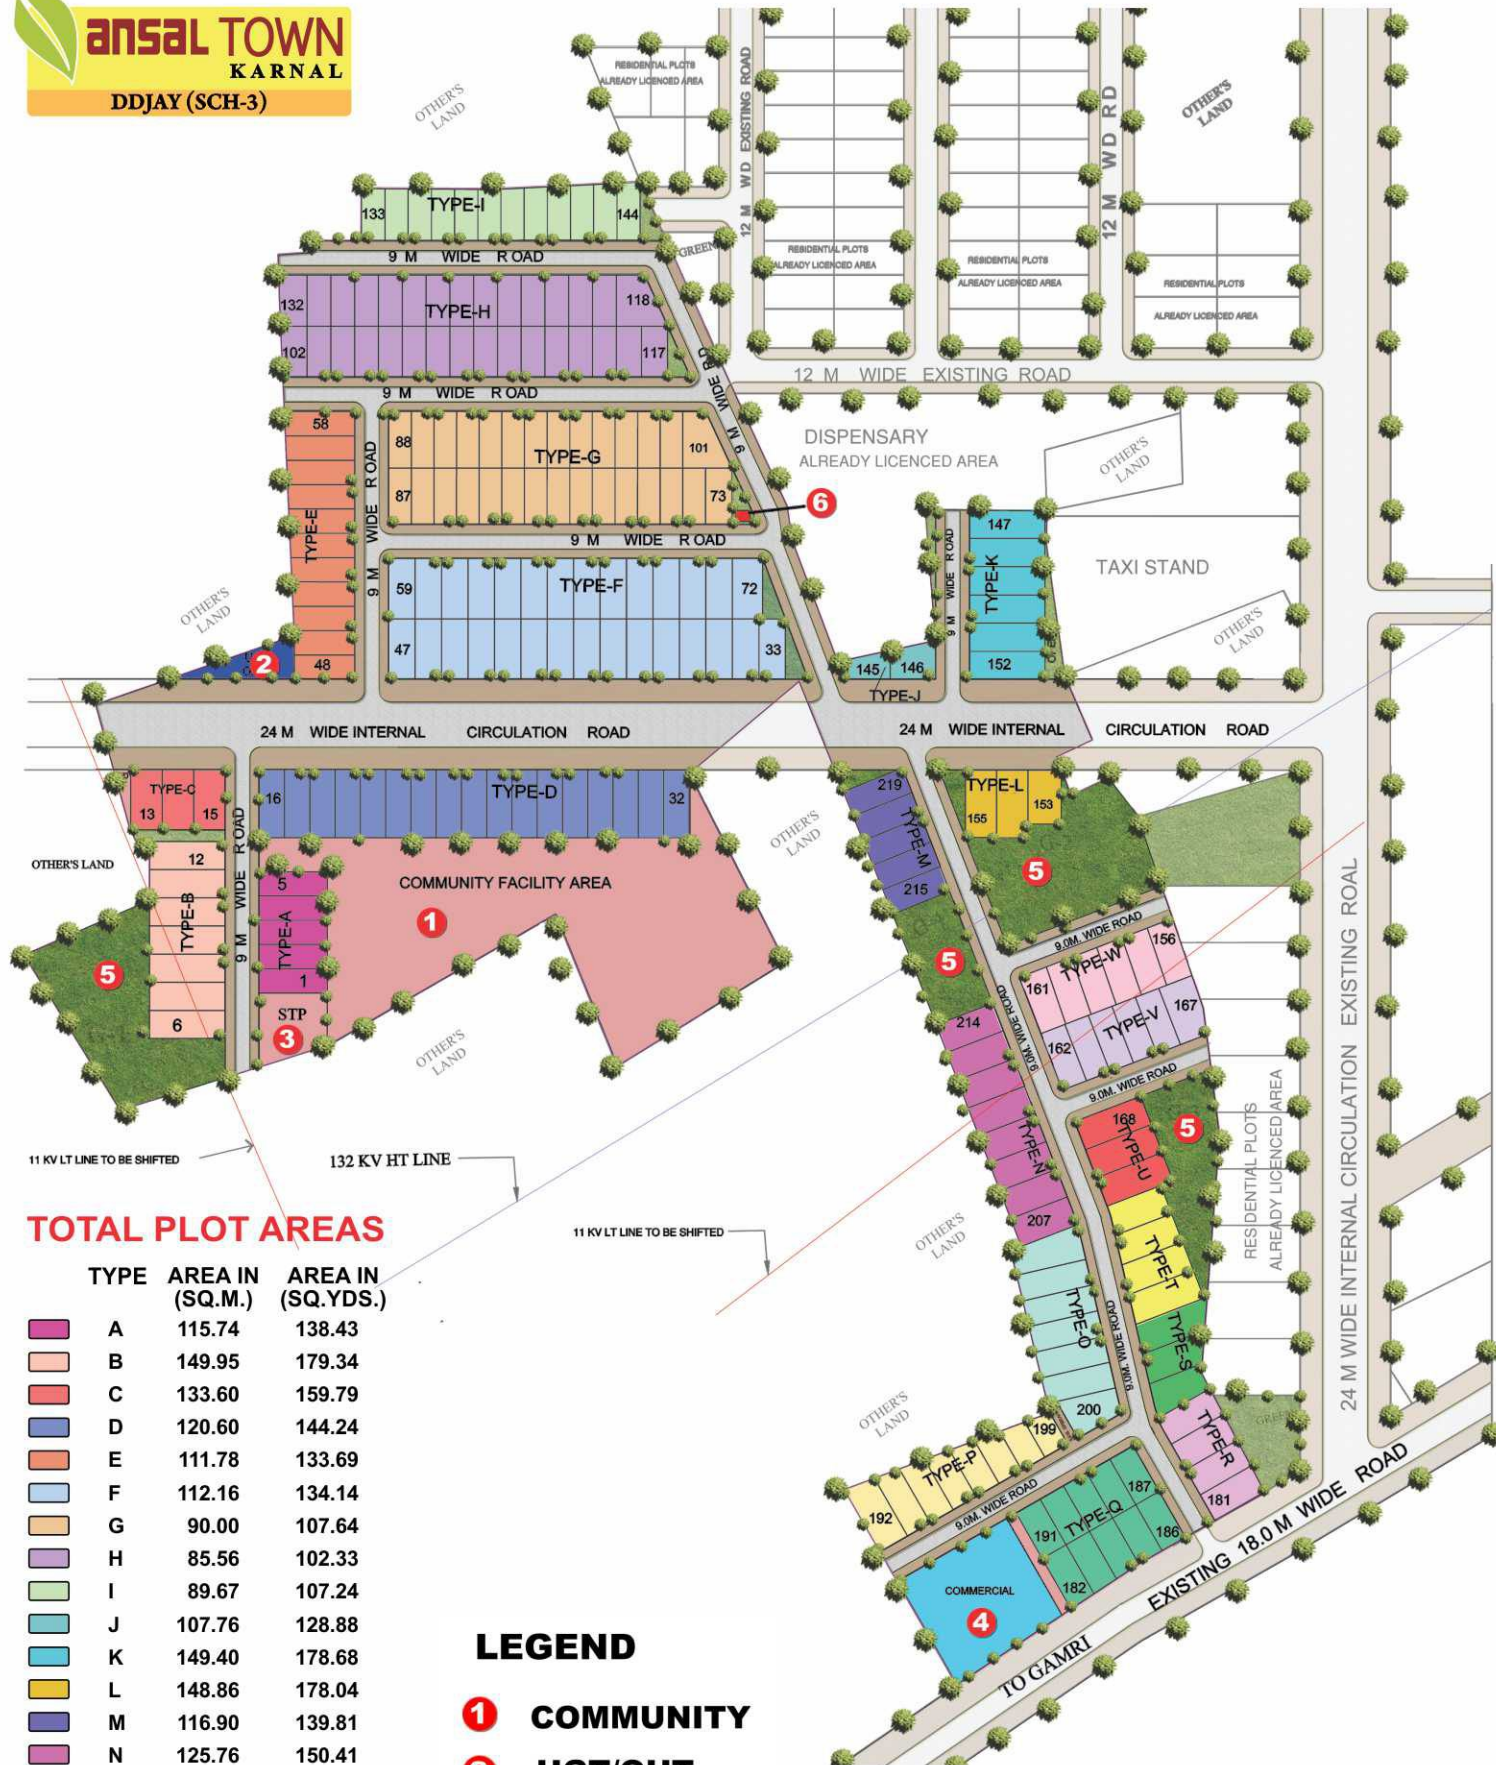 ansal TOWN
KARNAL
DDJAY (SCH-3)
OTHER'S
LAND
RESIDENTIAL PLOTS
ALREADY LICENCED AREA
12 M WD EXISTING ROAD
12 M WD RD
OTHER'S
LAND
133
TYPE-I
144
GREEN
9 M WIDE ROAD
RESIDENTIAL PLOTS
ALREADY LICENCED AREA
RESIDENTIAL PLOTS
ALREADY LICENCED AREA
RESIDENTIAL PLOTS
ALREADY LICENCED AREA
132
TYPE-H
118
102
117
9 M WIDE RD
12 M WIDE EXISTING ROAD
9 M WIDE ROAD
58
88
TYPE-G
101
87
73
TYPE-E
9 M WIDE ROAD
DISPENSARY
ALREADY LICENCED AREA
OTHER'S
LAND
6
9 M WIDE ROAD
147
TYPE-K
152
9 M WIDE ROAD
TAXI STAND
59
TYPE-F
72
47
33
OTHER'S
LAND
OTHER'S
LAND
2
48
145
146
TYPE-J
24 M WIDE INTERNAL CIRCULATION ROAD
24 M WIDE INTERNAL CIRCULATION ROAD
TYPE-C
13
15
16
TYPE-D
32
219
TYPE-M
215
TYPE-L
155
153
OTHER'S
LAND
OTHER'S LAND
12
TYPE-B
6
9 M WIDE ROAD
5
TYPE-A
1
COMMUNITY FACILITY AREA
1
5
5
5
STP
3
9.0M. WIDE ROAD
156
TYPE-W
161
167
TYPE-V
162
9.0M. WIDE ROAD
214
TYPE-N
207
9.0M. WIDE ROAD
OTHER'S
LAND
168
TYPE-U
5
RESIDENTIAL PLOTS
ALREADY LICENCED AREA
24 M WIDE INTERNAL CIRCULATION EXISTING ROAL
11 KV LT LINE TO BE SHIFTED
132 KV HT LINE
11 KV LT LINE TO BE SHIFTED
OTHER'S
LAND
TYPE-T
TYPE-O
200
9.0M. WIDE ROAD
TYPE-S
OTHER'S
LAND
TYPE-R
181
GREEN
199
TYPE-P
192
9.0M. WIDE ROAD
187
TYPE-Q
191
186
182
COMMERCIAL
4
EXISTING 18.0 M WIDE ROAD
TO GAMRI
TOTAL PLOT AREAS
TYPE AREA IN (SQ.M.) AREA IN (SQ.YDS.)
A 115.74 138.43
B 149.95 179.34
C 133.60 159.79
D 120.60 144.24
E 111.78 133.69
F 112.16 134.14
G 90.00 107.64
H 85.56 102.33
I 89.67 107.24
J 107.76 128.88
K 149.40 178.68
L 148.86 178.04
M 116.90 139.81
N 125.76 150.41
LEGEND
1 COMMUNITY